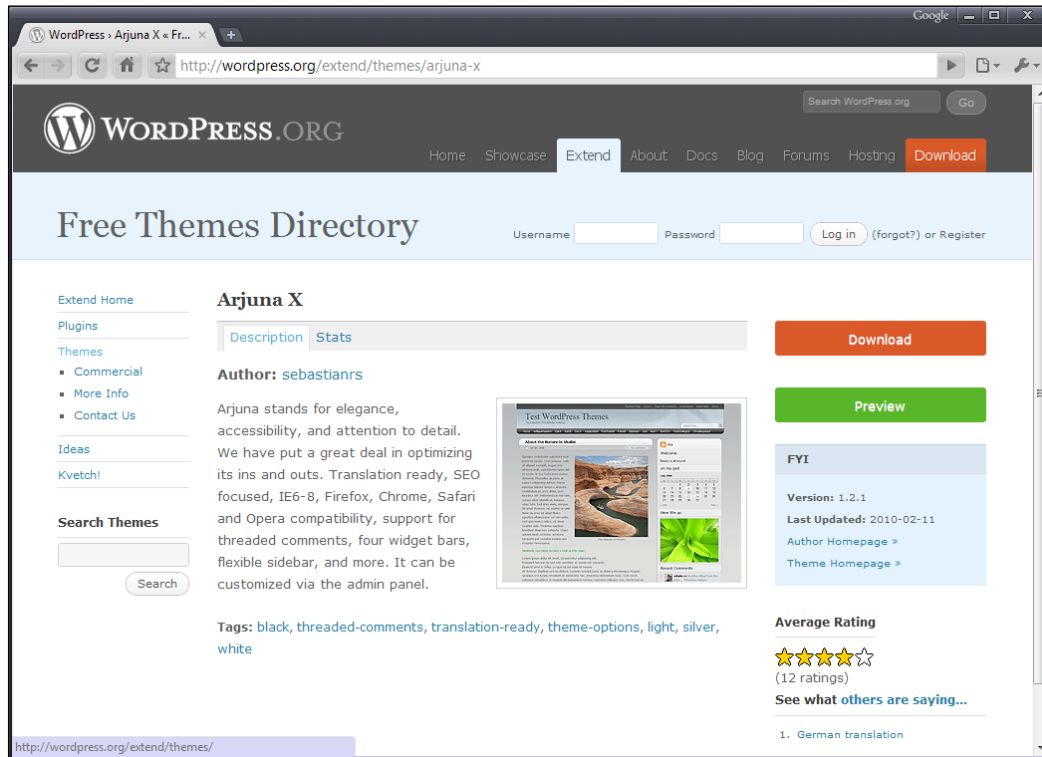 Google
WordPress › Arjuna X « Fr...
http://wordpress.org/extend/themes/arjuna-x
Search WordPress.org
Go
WORDPRESS.ORG
Home Showcase Extend About Docs Blog Forums Hosting Download
Free Themes Directory
Username Password Log in (forgot?) or Register
Extend Home
Plugins
Themes
Commercial
More Info
Contact Us
Ideas
Kvetch!
Search Themes
Search
Arjuna X
Description Stats
Author: sebastianrs
Arjuna stands for elegance,
accessibility, and attention to detail.
We have put a great deal in optimizing
its ins and outs. Translation ready, SEO
focused, IE6-8, Firefox, Chrome, Safari
and Opera compatibility, support for
threaded comments, four widget bars,
flexible sidebar, and more. It can be
customized via the admin panel.
Test WordPress Themes
About the Nature in Mudias
Recent Comments
Tags: black, threaded-comments, translation-ready, theme-options, light, silver,
white
Download
Preview
FYI
Version: 1.2.1
Last Updated: 2010-02-11
Author Homepage »
Theme Homepage »
Average Rating
(12 ratings)
See what others are saying...
1. German translation
http://wordpress.org/extend/themes/